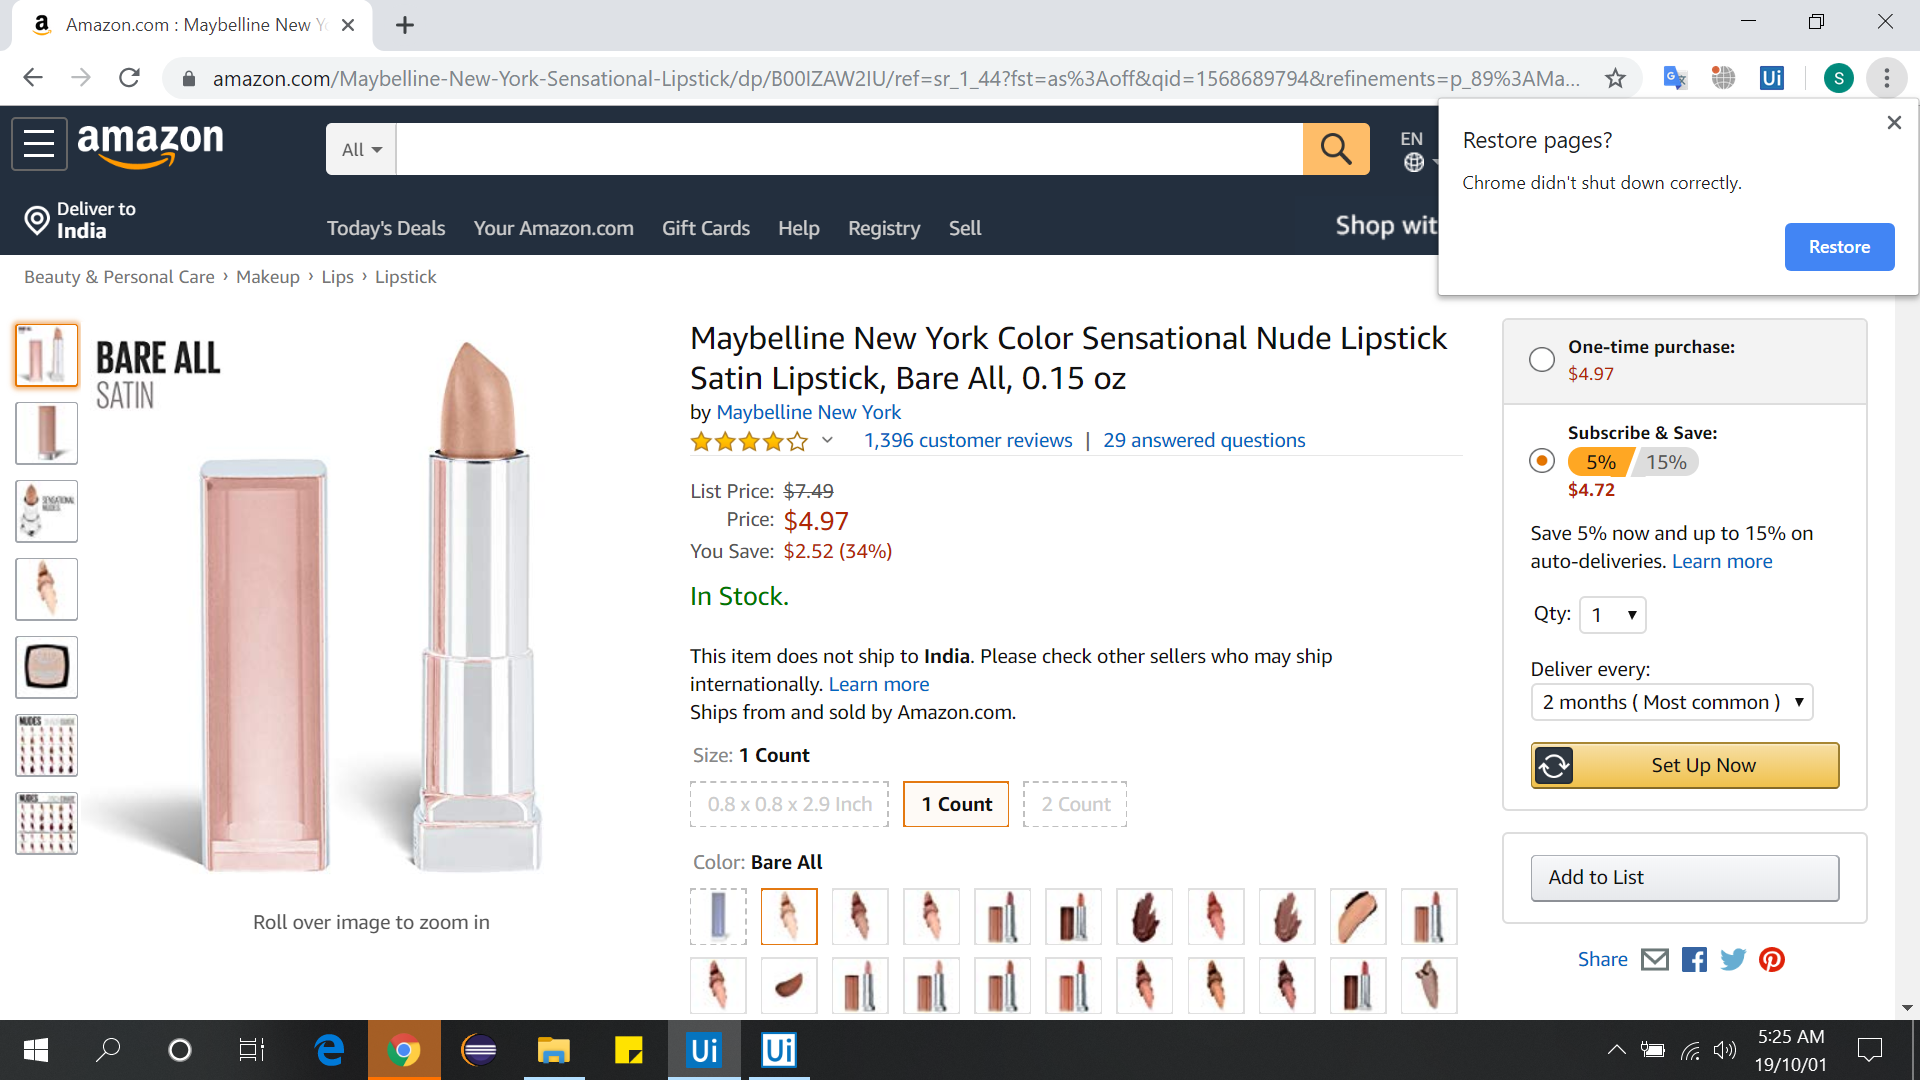 Amazon.com : Maybelline New Y
amazon.com/Maybelline-New-York-Sensational-Lipstick/dp/B00IZAW2IU/ref=sr_1_44?fst=as%3Aoff&qid=1568689794&refinements=p_89%3AMa...
Ui
S
Restore pages?
Chrome didn't shut down correctly.
Restore
amazon
All
EN
Deliver to
India
Today's Deals
Your Amazon.com
Gift Cards
Help
Registry
Sell
Shop wit
Beauty & Personal Care › Makeup › Lips › Lipstick
BARE ALL
SATIN
Roll over image to zoom in
Maybelline New York Color Sensational Nude Lipstick
Satin Lipstick, Bare All, 0.15 oz
by Maybelline New York
1,396 customer reviews | 29 answered questions
List Price: $7.49
Price: $4.97
You Save: $2.52 (34%)
In Stock.
This item does not ship to India. Please check other sellers who may ship
internationally. Learn more
Ships from and sold by Amazon.com.
Size: 1 Count
0.8 x 0.8 x 2.9 Inch
1 Count
2 Count
Color: Bare All
One-time purchase:
$4.97
Subscribe & Save:
5% 15%
$4.72
Save 5% now and up to 15% on
auto-deliveries. Learn more
Qty: 1
Deliver every:
2 months ( Most common )
Set Up Now
Add to List
Share
Ui
Ui
5:25 AM
19/10/01